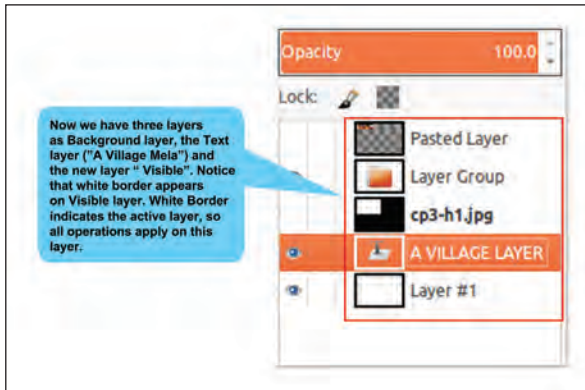 Opacity 100.0
Lock:
Now we have three layers
as Background layer, the Text
layer ("A Village Mela") and
the new layer “ Visible”. Notice
that white border appears
on Visible layer. White Border
indicates the active layer, so
all operations apply on this
layer.
Pasted Layer
Layer Group
cp3-h1.jpg
A VILLAGE LAYER
Layer #1